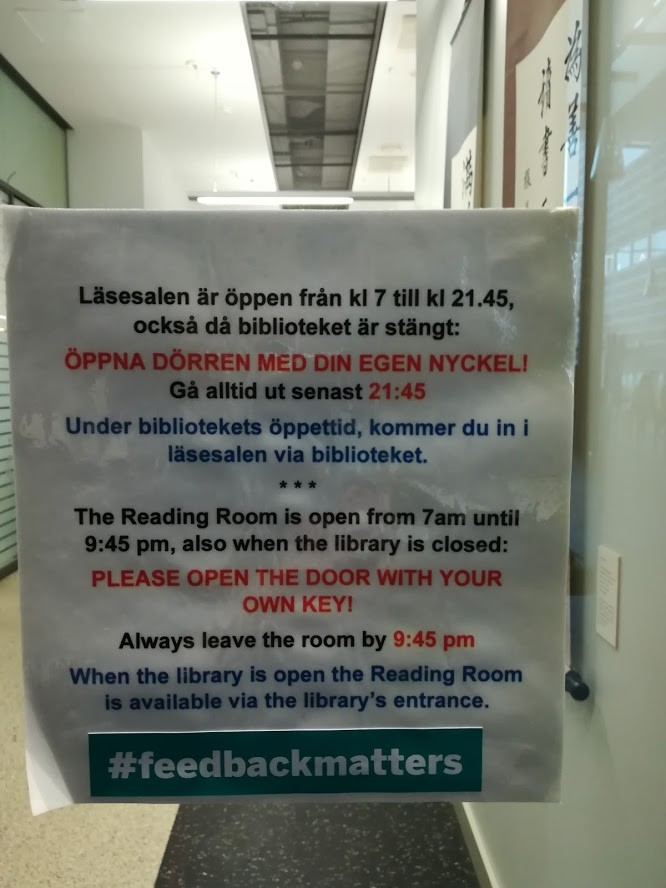 Läsesalen är öppen från kl 7 till kl 21.45,
också då biblioteket är stängt:
ÖPPNA DÖRREN MED DIN EGEN NYCKEL!
Gå alltid ut senast 21:45
Under bibliotekets öppettid, kommer du in i
läsesalen via biblioteket.
* * *
The Reading Room is open from 7am until
9:45 pm, also when the library is closed:
PLEASE OPEN THE DOOR WITH YOUR
OWN KEY!
Always leave the room by 9:45 pm
When the library is open the Reading Room
is available via the library's entrance.
#feedbackmatters
為善